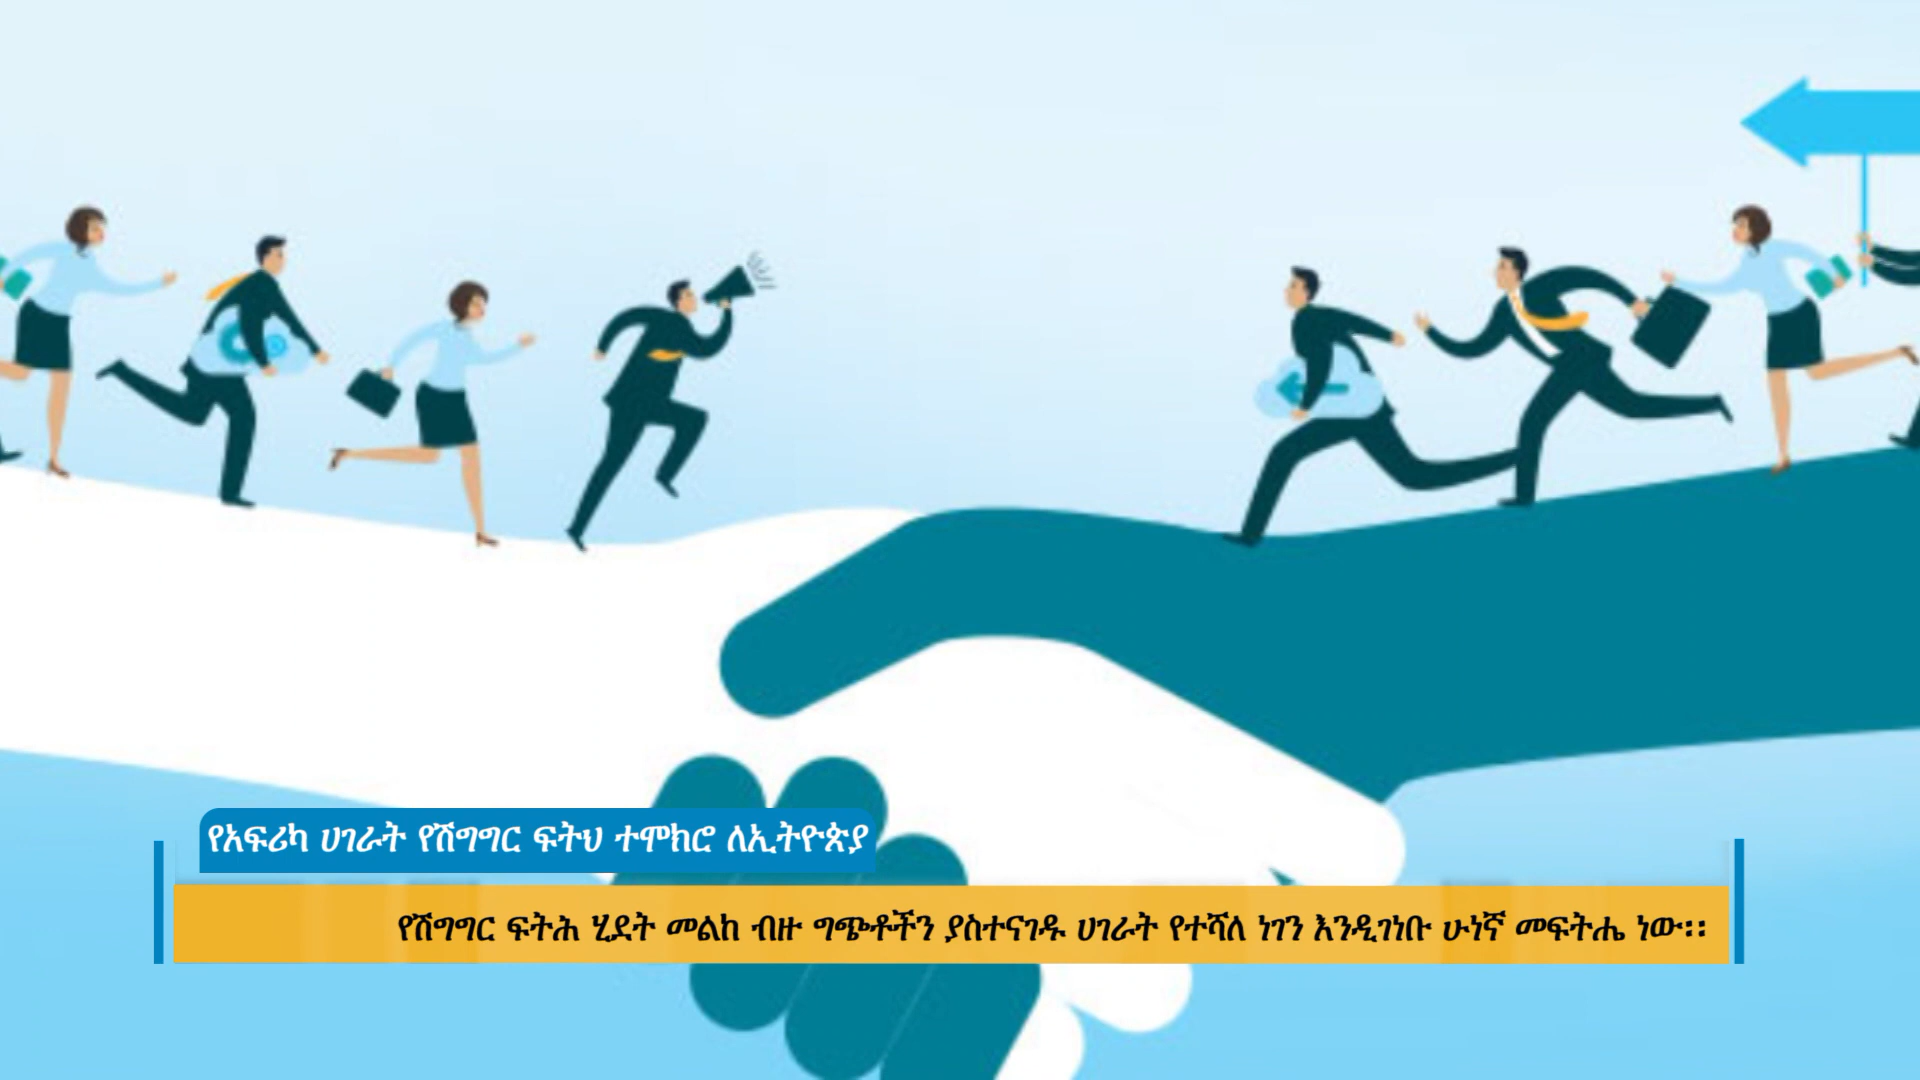 የአፍሪካ ሀገራት የሽግግር ፍትህ ተሞክሮ ለኢትዮጵያ
የሽግግር ፍትሕ ሂደት መልከ ብዙ ግጭቶችን ያስተናገዱ ሀገራት የተሻለ ነገን እንዲገነቡ ሁነኛ መፍትሔ ነው፡፡